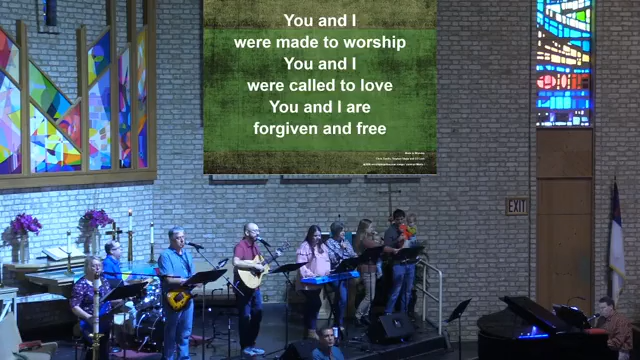 You and I
were made to worship
You and I
were called to love
You and I are
forgiven and free
EXIT